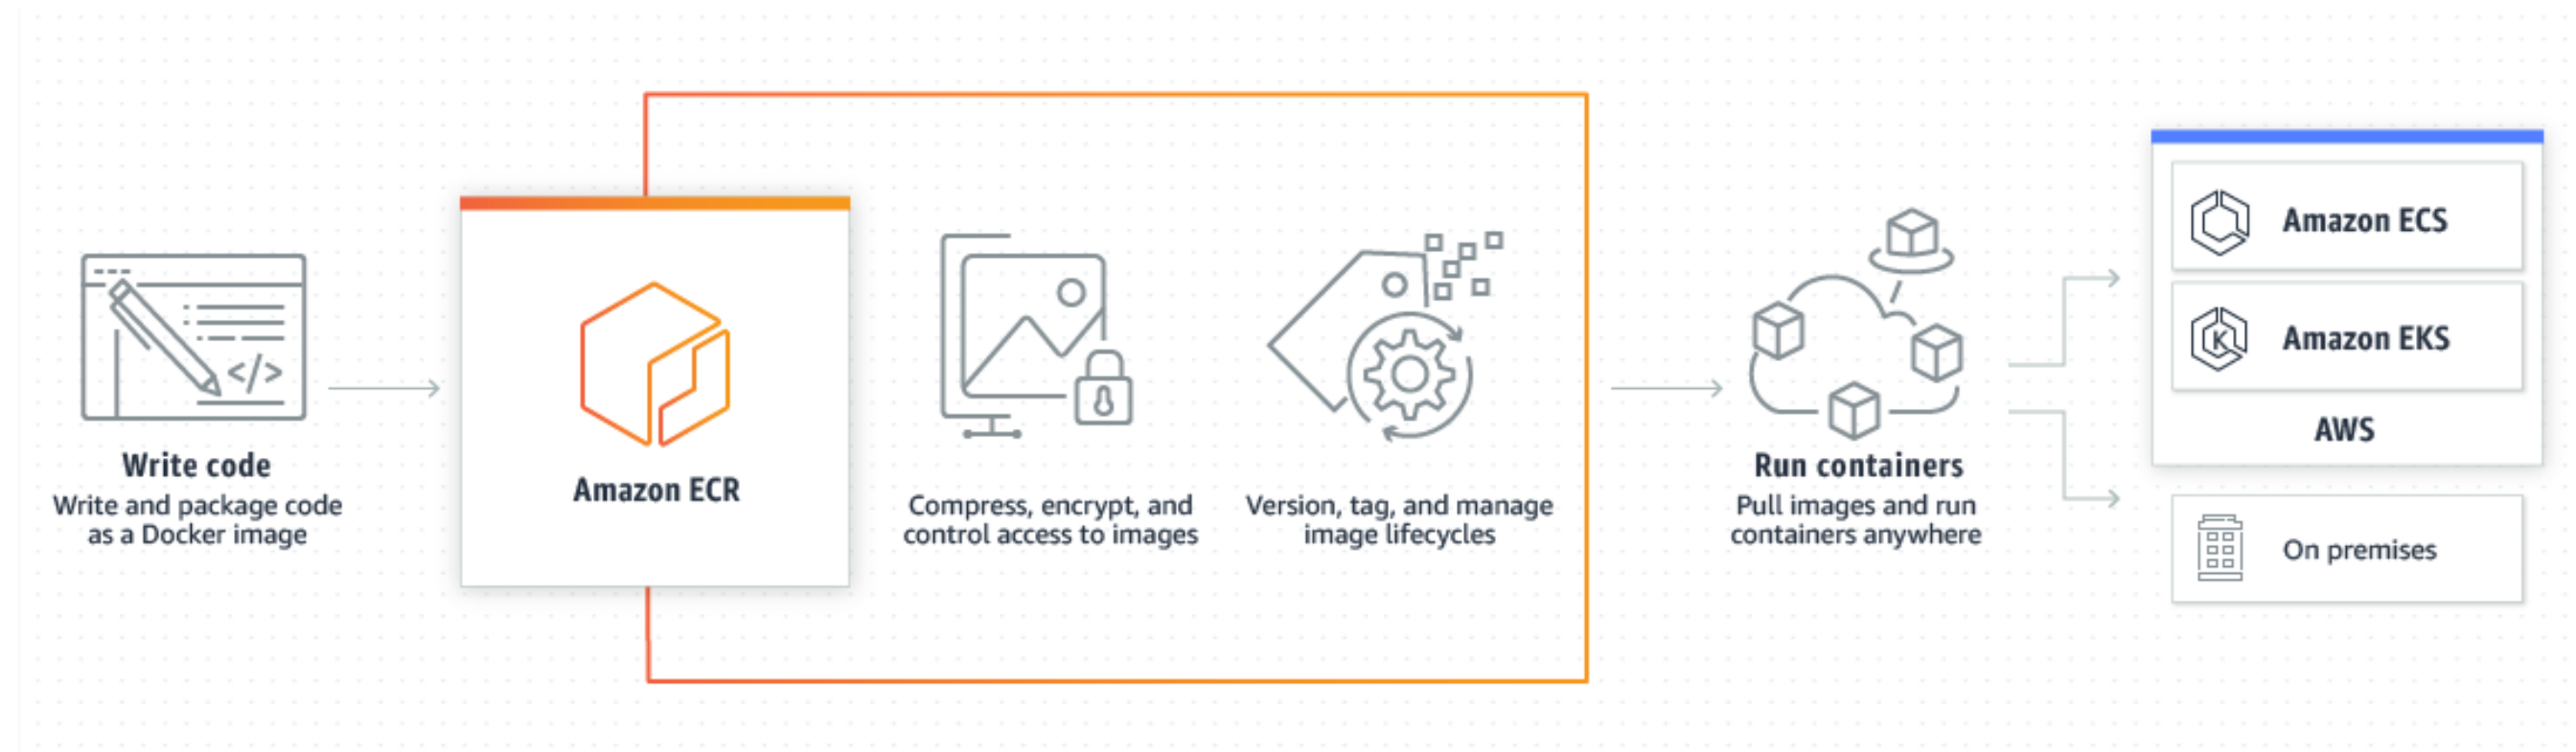 Write code
Write and package code
as a Docker image
Amazon ECR
Compress, encrypt, and
control access to images
Version, tag, and manage
image lifecycles
Run containers
Pull images and run
containers anywhere
Amazon ECS
K
Amazon EKS
AWS
On premises